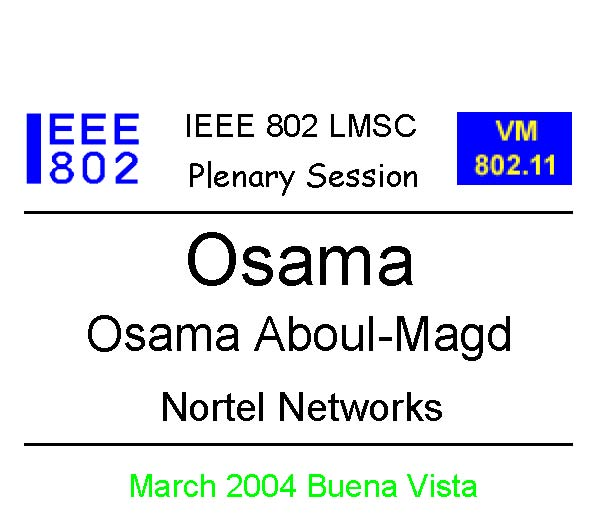 IEEE
802
IEEE 802 LMSC
Plenary Session
VM
802.11
Osama
Osama Aboul-Magd
Nortel Networks
March 2004 Buena Vista